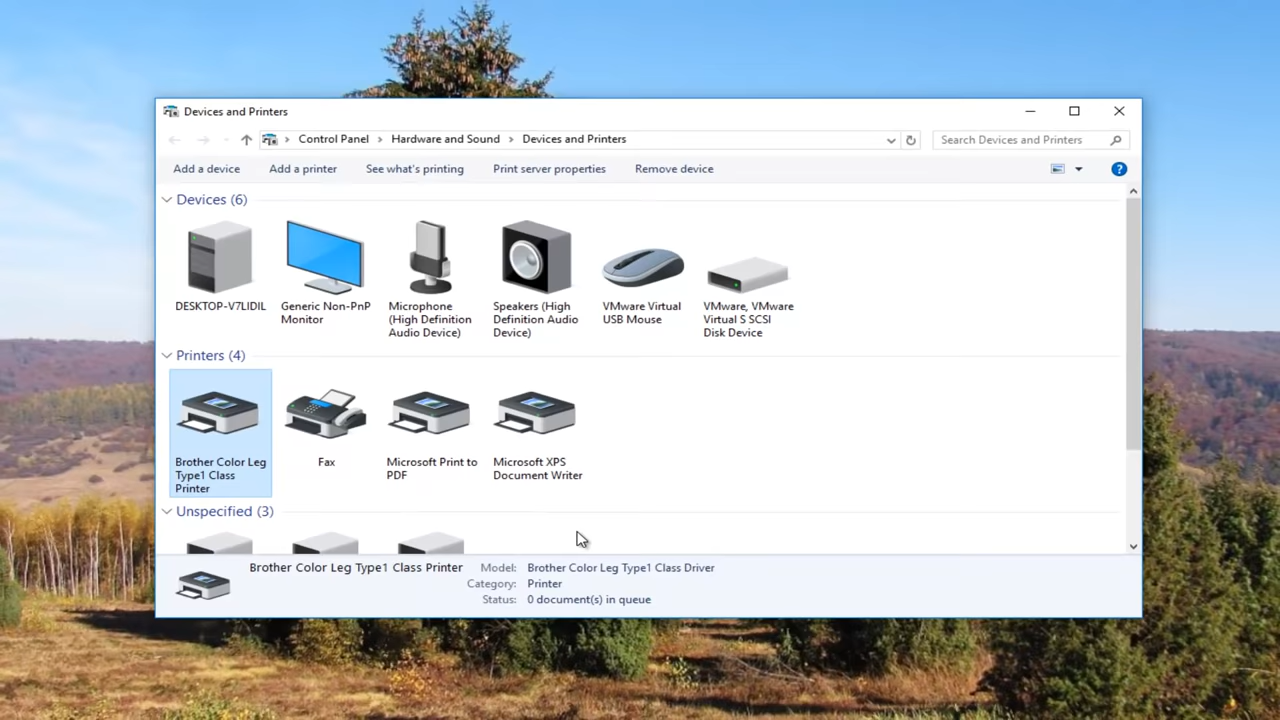 Devices and Printers
Control Panel > Hardware and Sound > Devices and Printers
Search Devices and Printers
Add a device Add a printer See what's printing Print server properties Remove device
Devices (6)
DESKTOP-V7LIDIL
Generic Non-PnP
Monitor
Microphone
(High Definition
Audio Device)
Speakers (High
Definition Audio
Device)
VMware Virtual
USB Mouse
VMware, VMware
Virtual S SCSI
Disk Device
Printers (4)
Brother Color Leg
Type1 Class
Printer
Fax
Microsoft Print to
PDF
Microsoft XPS
Document Writer
Unspecified (3)
Brother Color Leg Type1 Class Printer
Model: Brother Color Leg Type1 Class Driver
Category: Printer
Status: 0 document(s) in queue